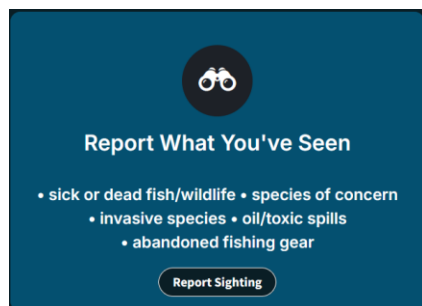 Report What You've Seen
• sick or dead fish/wildlife • species of concern
• invasive species • oil/toxic spills
• abandoned fishing gear
Report Sighting